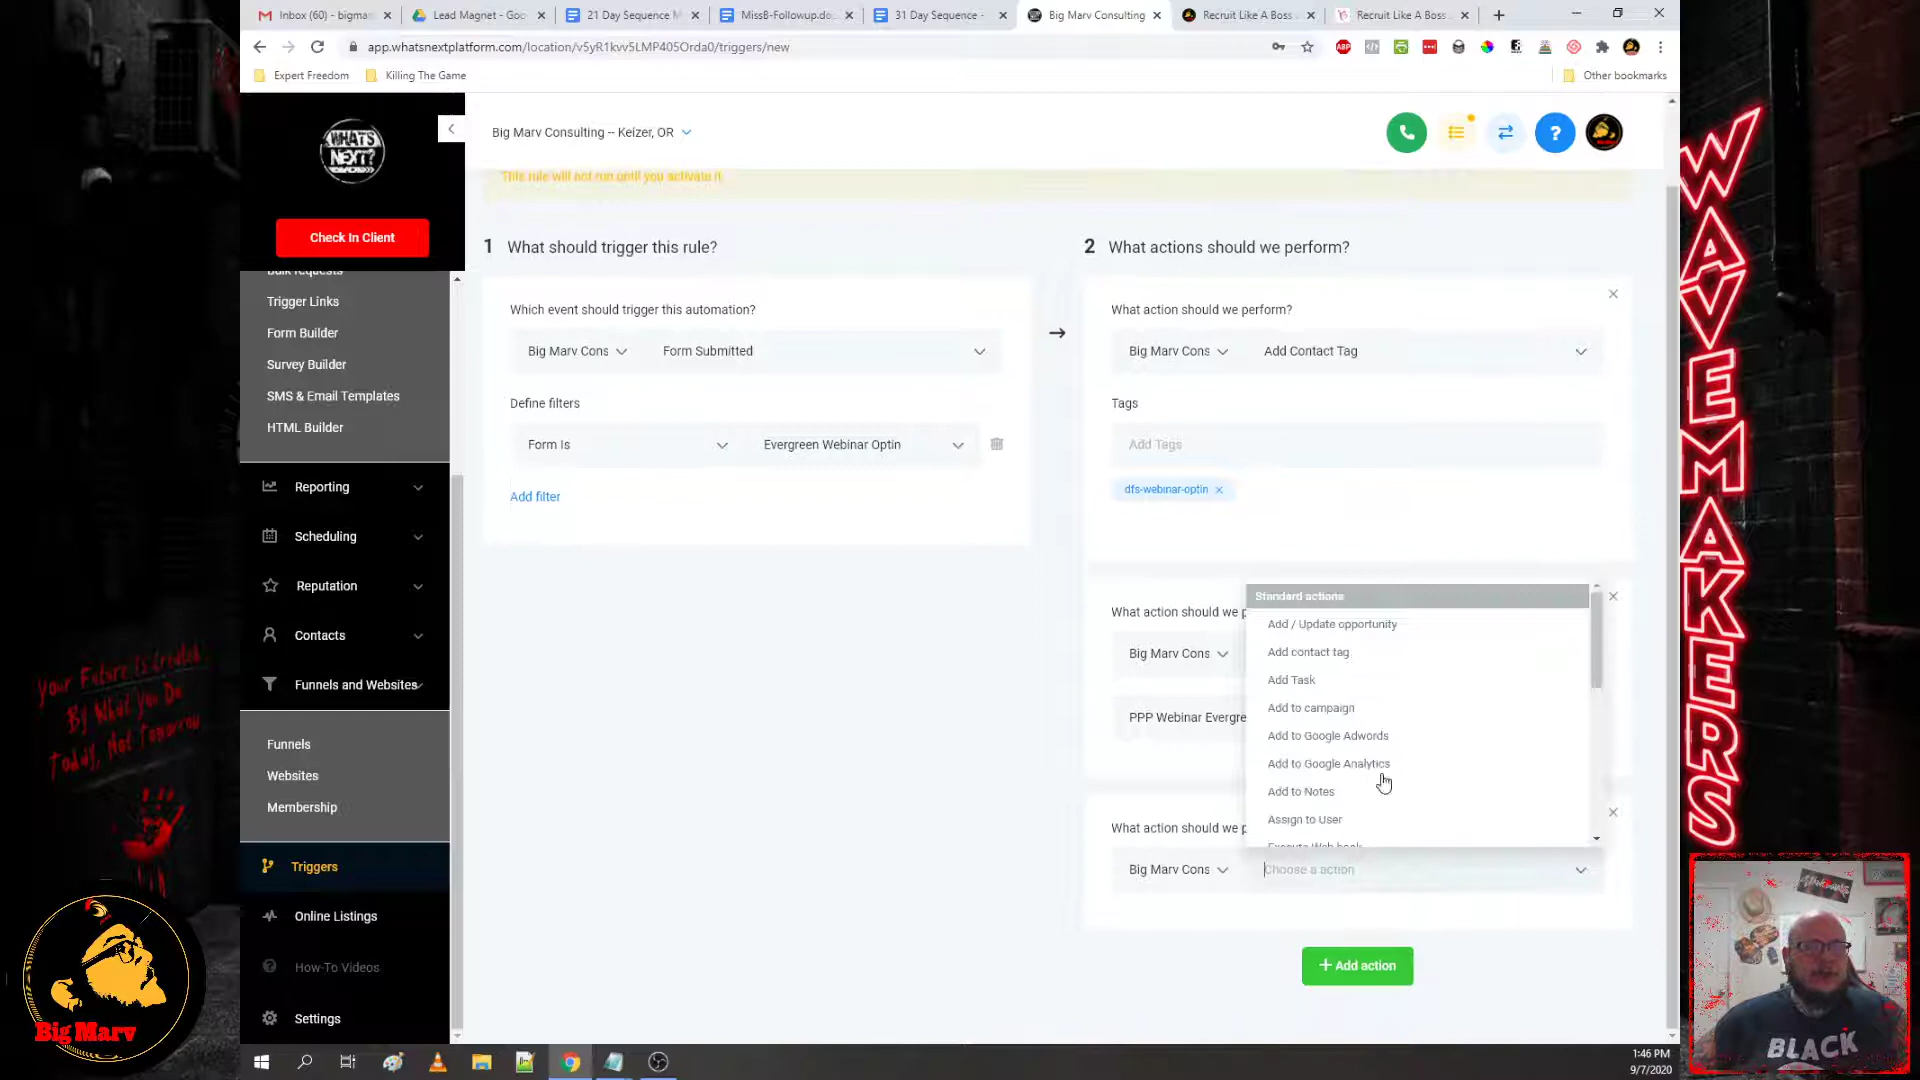 Inbox (60) - bigmar
Lead Magnet - Goo
21 Day Sequence M
MissB-Followup.do
31 Day Sequence -
Big Marv Consulting
Recruit Like A Boss
Recruit Like A Boss
app.whatsnextplatform.com/location/v5yR1kvv5LMP405Orda0/triggers/new
Expert Freedom
Killing The Game
Other bookmarks
WHAT'S NEXT?
Big Marv Consulting -- Keizer, OR
This rule will not run until you activate it.
Check In Client
Bulk Requests
Trigger Links
Form Builder
Survey Builder
SMS & Email Templates
HTML Builder
Reporting
Scheduling
Reputation
Contacts
Funnels and Websites
Funnels
Websites
Membership
Triggers
Online Listings
How-To Videos
Settings
1 What should trigger this rule?
Which event should trigger this automation?
Big Marv Cons
Form Submitted
Define filters
Form Is
Evergreen Webinar Optin
Add filter
2 What actions should we perform?
What action should we perform?
Big Marv Cons
Add Contact Tag
Tags
Add Tags
dfs-webinar-optin
What action should we p
Big Marv Cons
PPP Webinar Evergre
Standard actions
Add / Update opportunity
Add contact tag
Add Task
Add to campaign
Add to Google Adwords
Add to Google Analytics
Add to Notes
Assign to User
Execute Web hook
What action should we p
Big Marv Cons
Choose a action
+ Add action
1:46 PM
9/7/2020
WAVEMAKERS
Your Future Is Created
By What You Do
Today, Not Tomorrow
Big Marv
BLACK